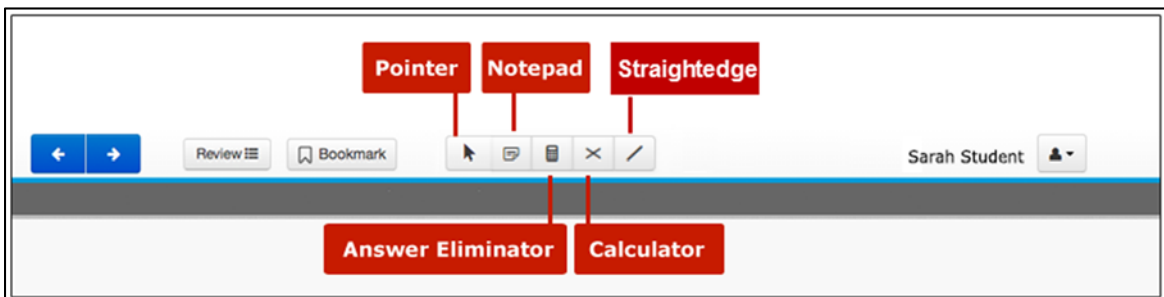 Pointer Notepad Straightedge
Review Bookmark Sarah Student
Answer Eliminator Calculator